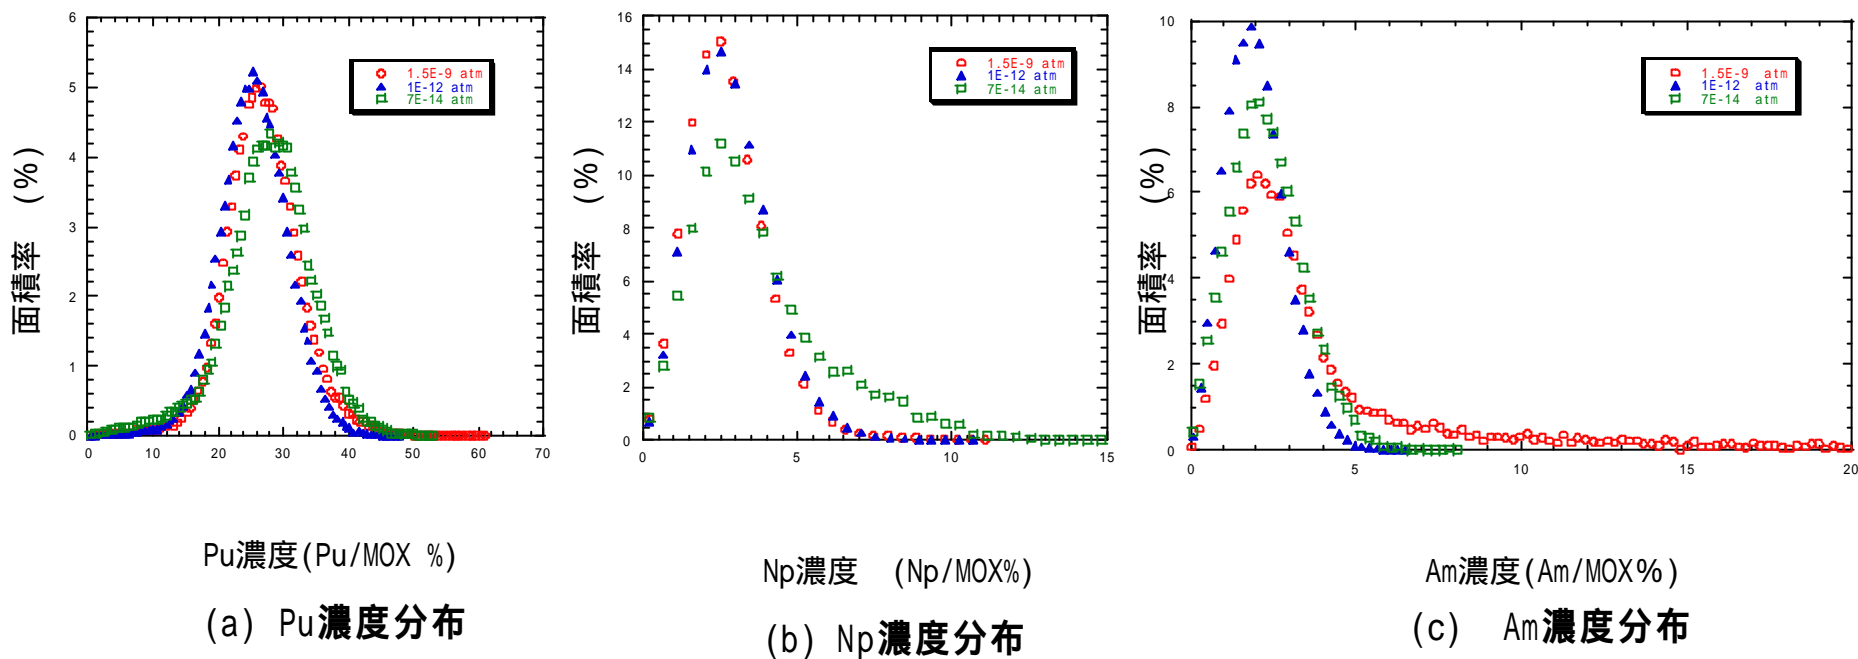 6
5
4
3
2
1
0
0
10
20
30
40
50
60
70
1.5E-9 atm
1E-12 atm
7E-14 atm
面積率 (%)
Pu濃度(Pu/MOX %)
(a) Pu濃度分布
16
14
12
10
8
6
4
2
0
0
5
10
15
1.5E-9 atm
1E-12 atm
7E-14 atm
面積率 (%)
Np濃度 (Np/MOX%)
(b) Np濃度分布
10
8
6
4
2
0
0
5
10
15
20
1.5E-9 atm
1E-12 atm
7E-14 atm
面積率 (%)
Am濃度(Am/MOX%)
(c) Am濃度分布